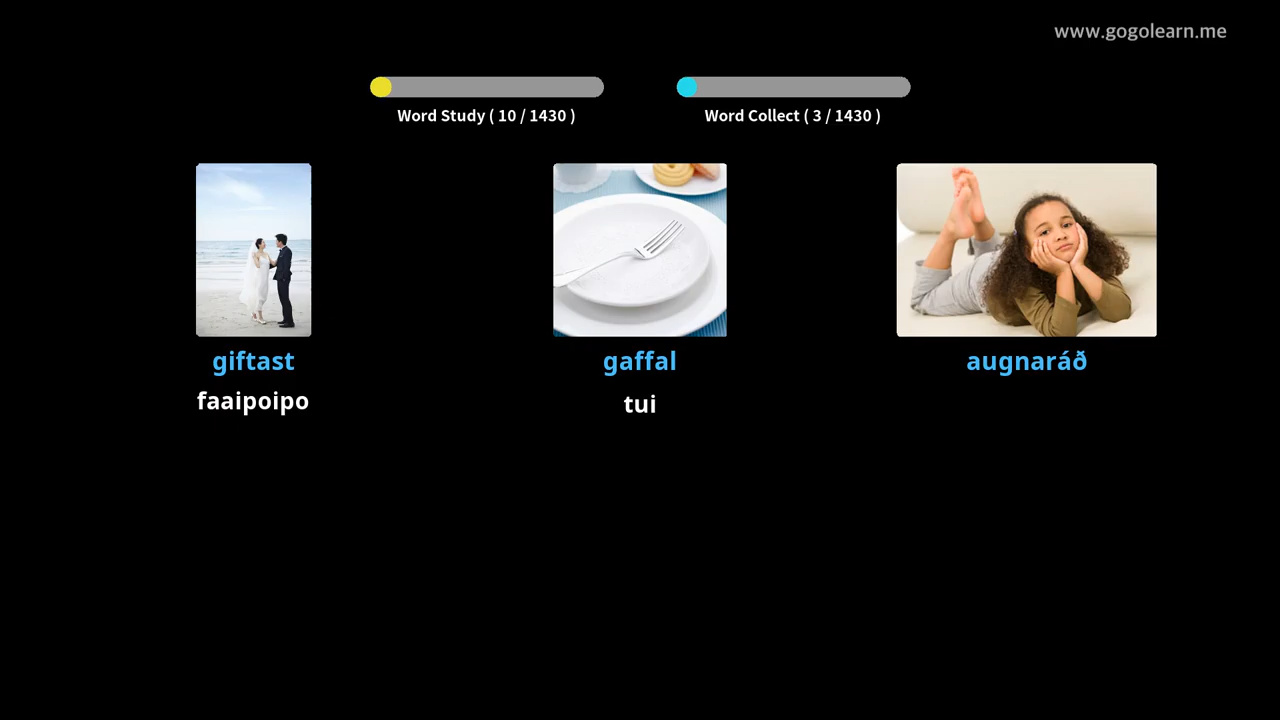 www.gogolearn.me
Word Study ( 10 / 1430 )
Word Collect ( 3 / 1430 )
giftast
gaffal
augnaráð
faaipoipo
tui